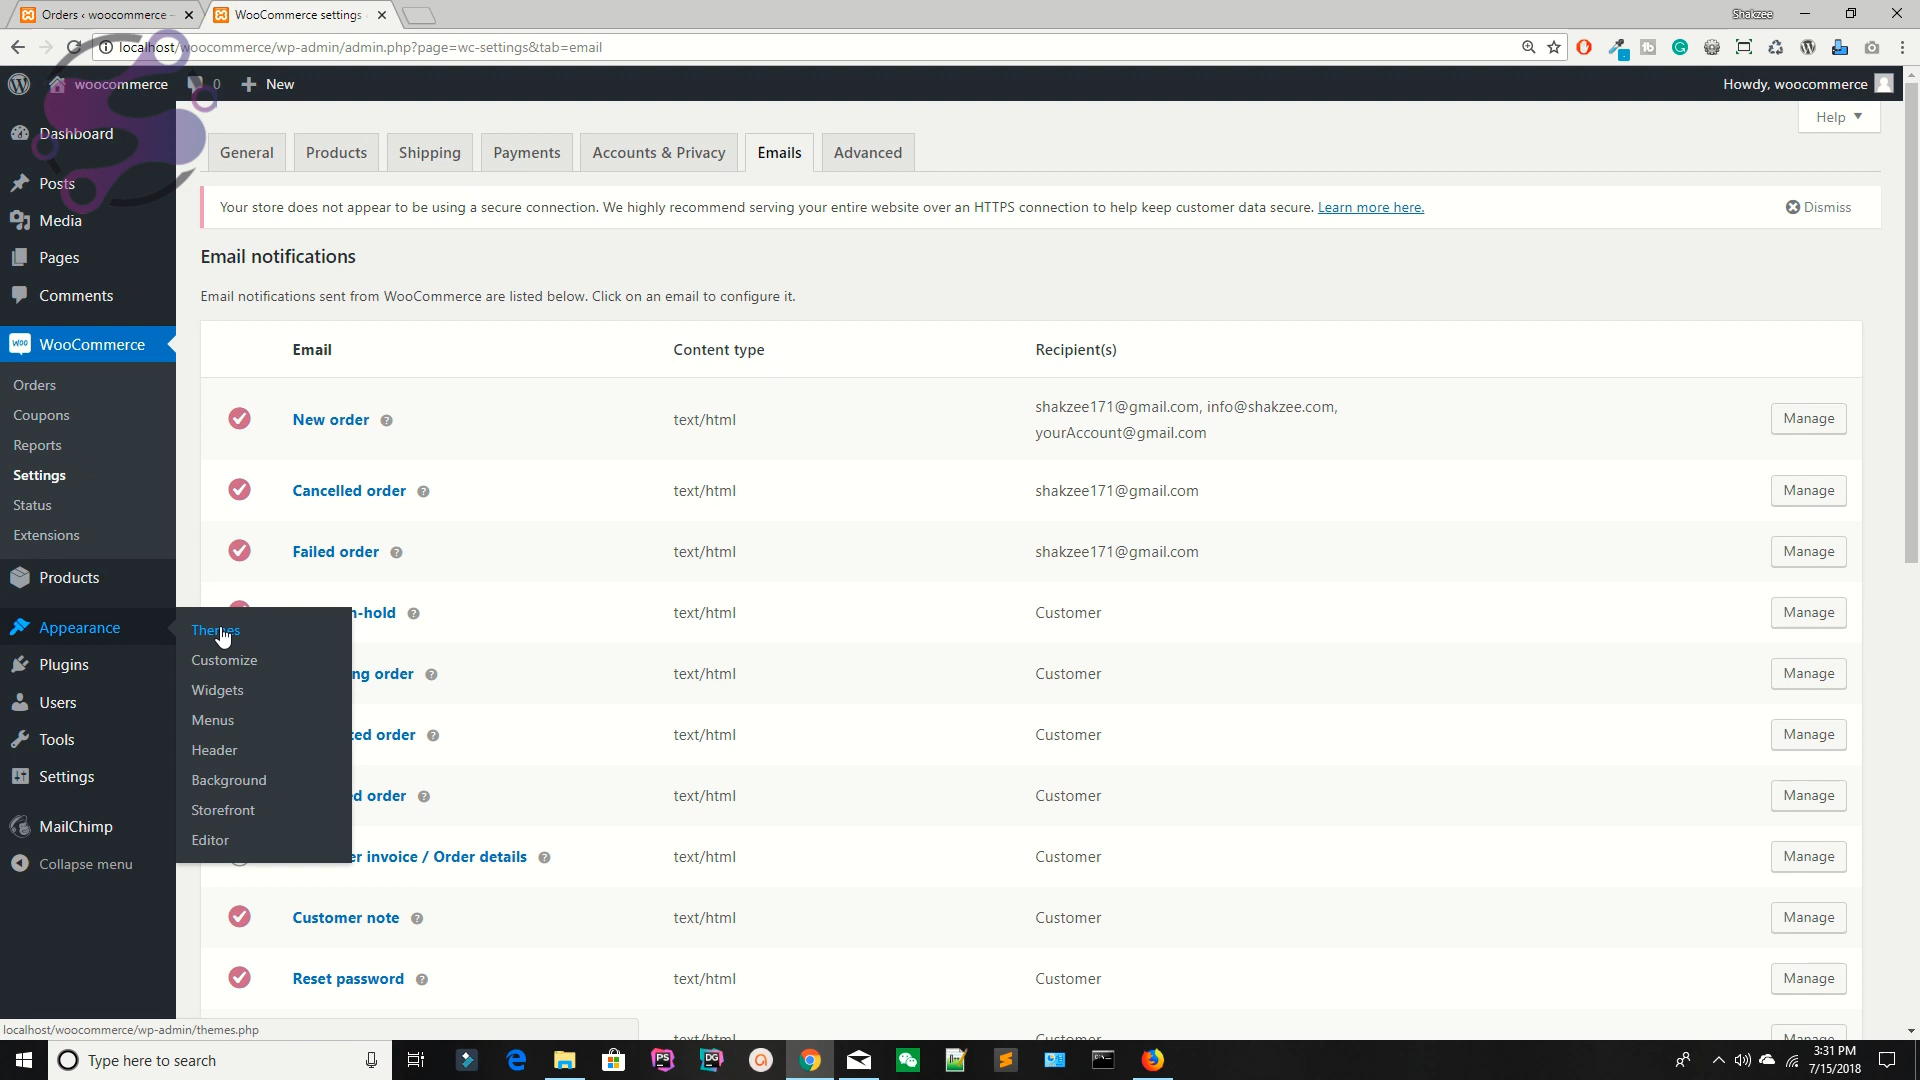 Orders ‹ woocommerce –
WooCommerce settings
Shakzee
localhost/woocommerce/wp-admin/admin.php?page=wc-settings&tab=email
woocommerce
0
New
Howdy, woocommerce
Help
Dashboard
Posts
Media
Pages
Comments
WooCommerce
Orders
Coupons
Reports
Settings
Status
Extensions
Products
Appearance
Plugins
Users
Tools
Settings
MailChimp
Collapse menu
Themes
Customize
Widgets
Menus
Header
Background
Storefront
Editor
General
Products
Shipping
Payments
Accounts & Privacy
Emails
Advanced
Your store does not appear to be using a secure connection. We highly recommend serving your entire website over an HTTPS connection to help keep customer data secure. Learn more here.
Dismiss
Email notifications
Email notifications sent from WooCommerce are listed below. Click on an email to configure it.
Email Content type Recipient(s)
New order text/html shakzee171@gmail.com, info@shakzee.com, yourAccount@gmail.com Manage
Cancelled order text/html shakzee171@gmail.com Manage
Failed order text/html shakzee171@gmail.com Manage
n-hold text/html Customer Manage
ng order text/html Customer Manage
ted order text/html Customer Manage
d order text/html Customer Manage
er invoice / Order details text/html Customer Manage
Customer note text/html Customer Manage
Reset password text/html Customer Manage
text/html Customer Manage
localhost/woocommerce/wp-admin/themes.php
Type here to search
3:31 PM
7/15/2018